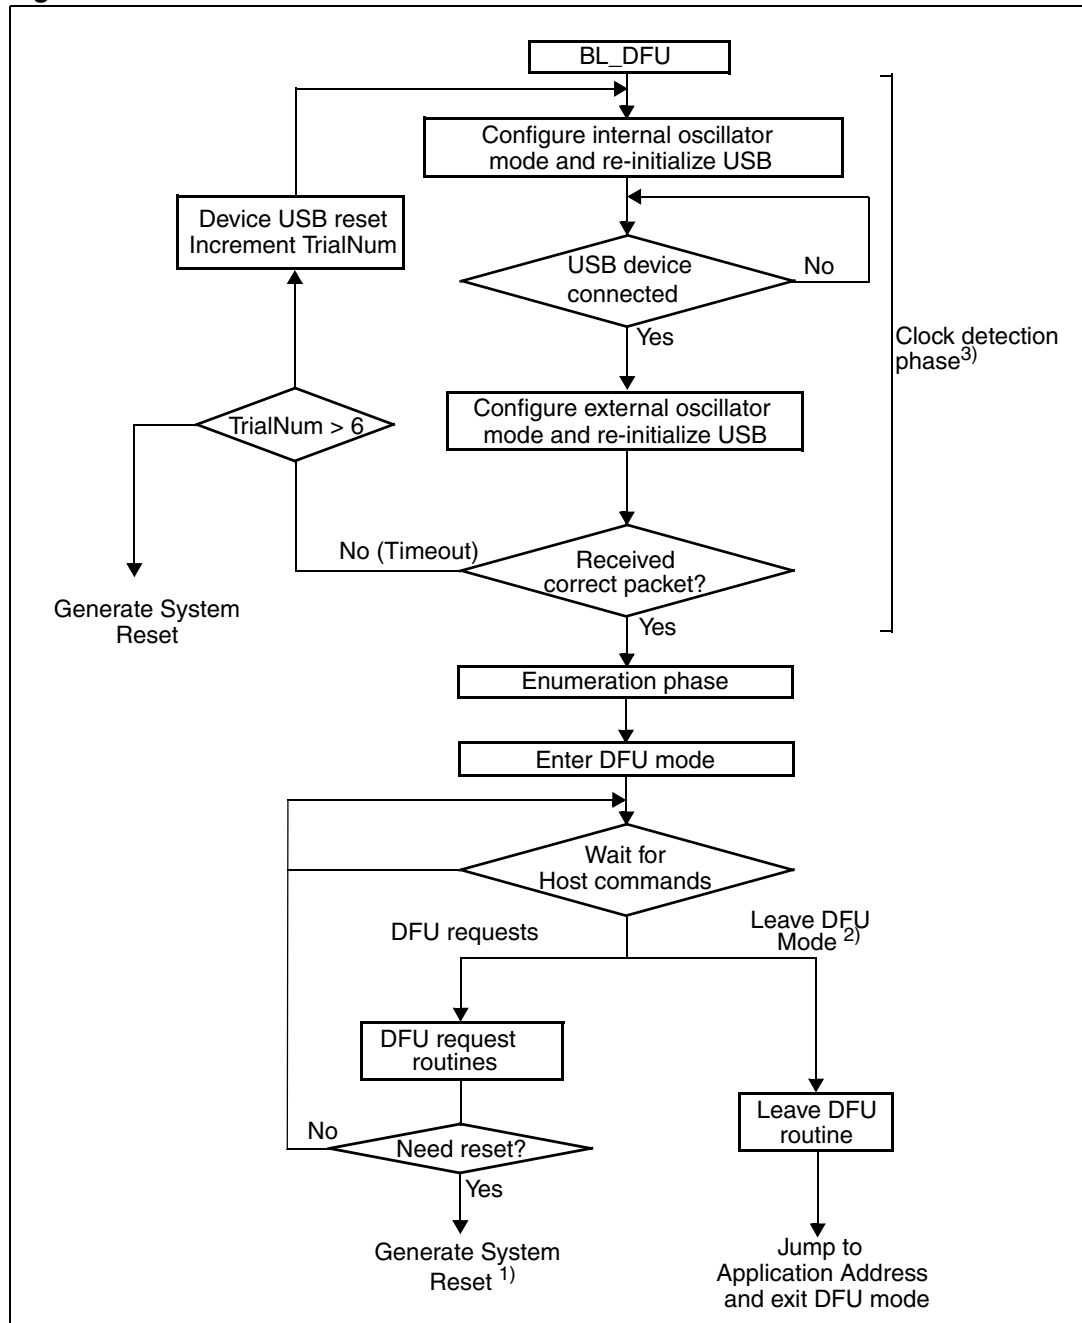 BL_DFU
Configure internal oscillator
mode and re-initialize USB
Device USB reset
Increment TrialNum
USB device
connected
No
Yes
Clock detection
phase3)
Configure external oscillator
mode and re-initialize USB
TrialNum > 6
No (Timeout)
Received
correct packet?
Generate System
Reset
Yes
Enumeration phase
Enter DFU mode
Wait for
Host commands
DFU requests
Leave DFU
Mode 2)
DFU request
routines
Leave DFU
routine
No
Need reset?
Yes
Generate System
Reset 1)
Jump to
Application Address
and exit DFU mode